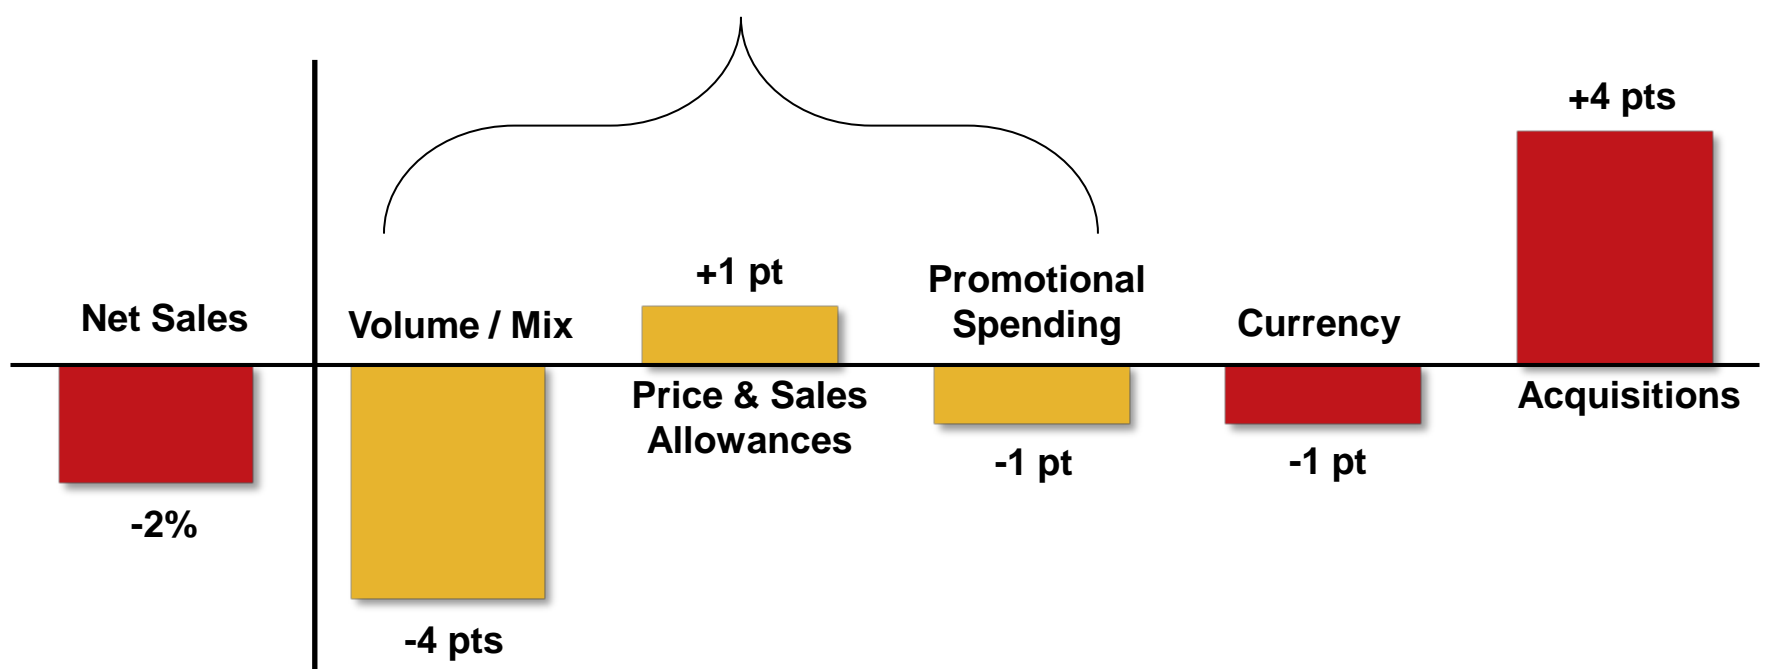 Net Sales
-2%
Volume / Mix
-4 pts
+1 pt
Price & Sales
Allowances
Promotional
Spending
-1 pt
Currency
-1 pt
+4 pts
Acquisitions